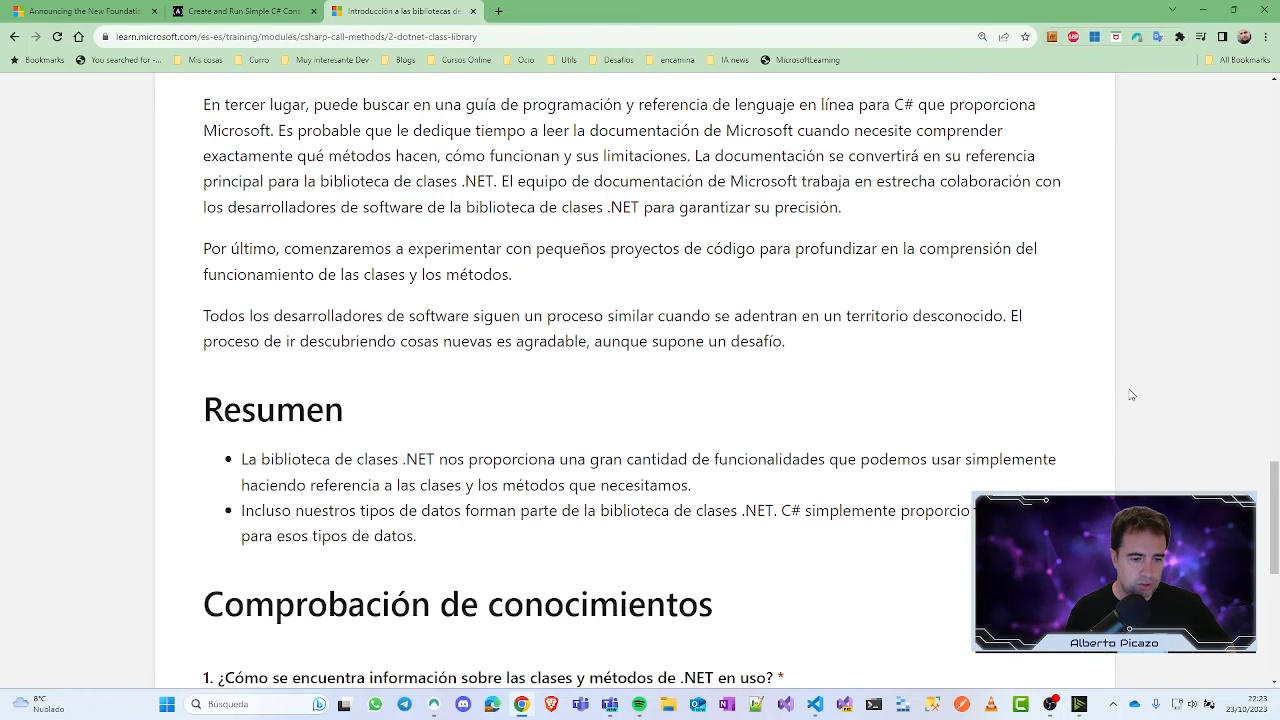 Announcing the New Foundatic
Create and Run Simple C# Cons
Introducción a las bibliotecas de
learn.microsoft.com/es-es/training/modules/csharp-call-methods/2-dotnet-class-library
Bookmarks
You searched for -...
Mis cosas
Curro
Muy interesante Dev
Blogs
Cursos Online
Ocio
Utils
Desafios
encamina
IA news
MicrosoftLearning
All Bookmarks
En tercer lugar, puede buscar en una guía de programación y referencia de lenguaje en línea para C# que proporciona
Microsoft. Es probable que le dedique tiempo a leer la documentación de Microsoft cuando necesite comprender
exactamente qué métodos hacen, cómo funcionan y sus limitaciones. La documentación se convertirá en su referencia
principal para la biblioteca de clases .NET. El equipo de documentación de Microsoft trabaja en estrecha colaboración con
los desarrolladores de software de la biblioteca de clases .NET para garantizar su precisión.
Por último, comenzaremos a experimentar con pequeños proyectos de código para profundizar en la comprensión del
funcionamiento de las clases y los métodos.
Todos los desarrolladores de software siguen un proceso similar cuando se adentran en un territorio desconocido. El
proceso de ir descubriendo cosas nuevas es agradable, aunque supone un desafío.
Resumen
La biblioteca de clases .NET nos proporciona una gran cantidad de funcionalidades que podemos usar simplemente
haciendo referencia a las clases y los métodos que necesitamos.
Incluso nuestros tipos de datos forman parte de la biblioteca de clases .NET. C# simplemente proporcio
para esos tipos de datos.
Comprobación de conocimientos
1. ¿Cómo se encuentra información sobre las clases y métodos de .NET en uso? *
Alberto Picazo
8°C
Nublado
Búsqueda
22:23
23/10/2023